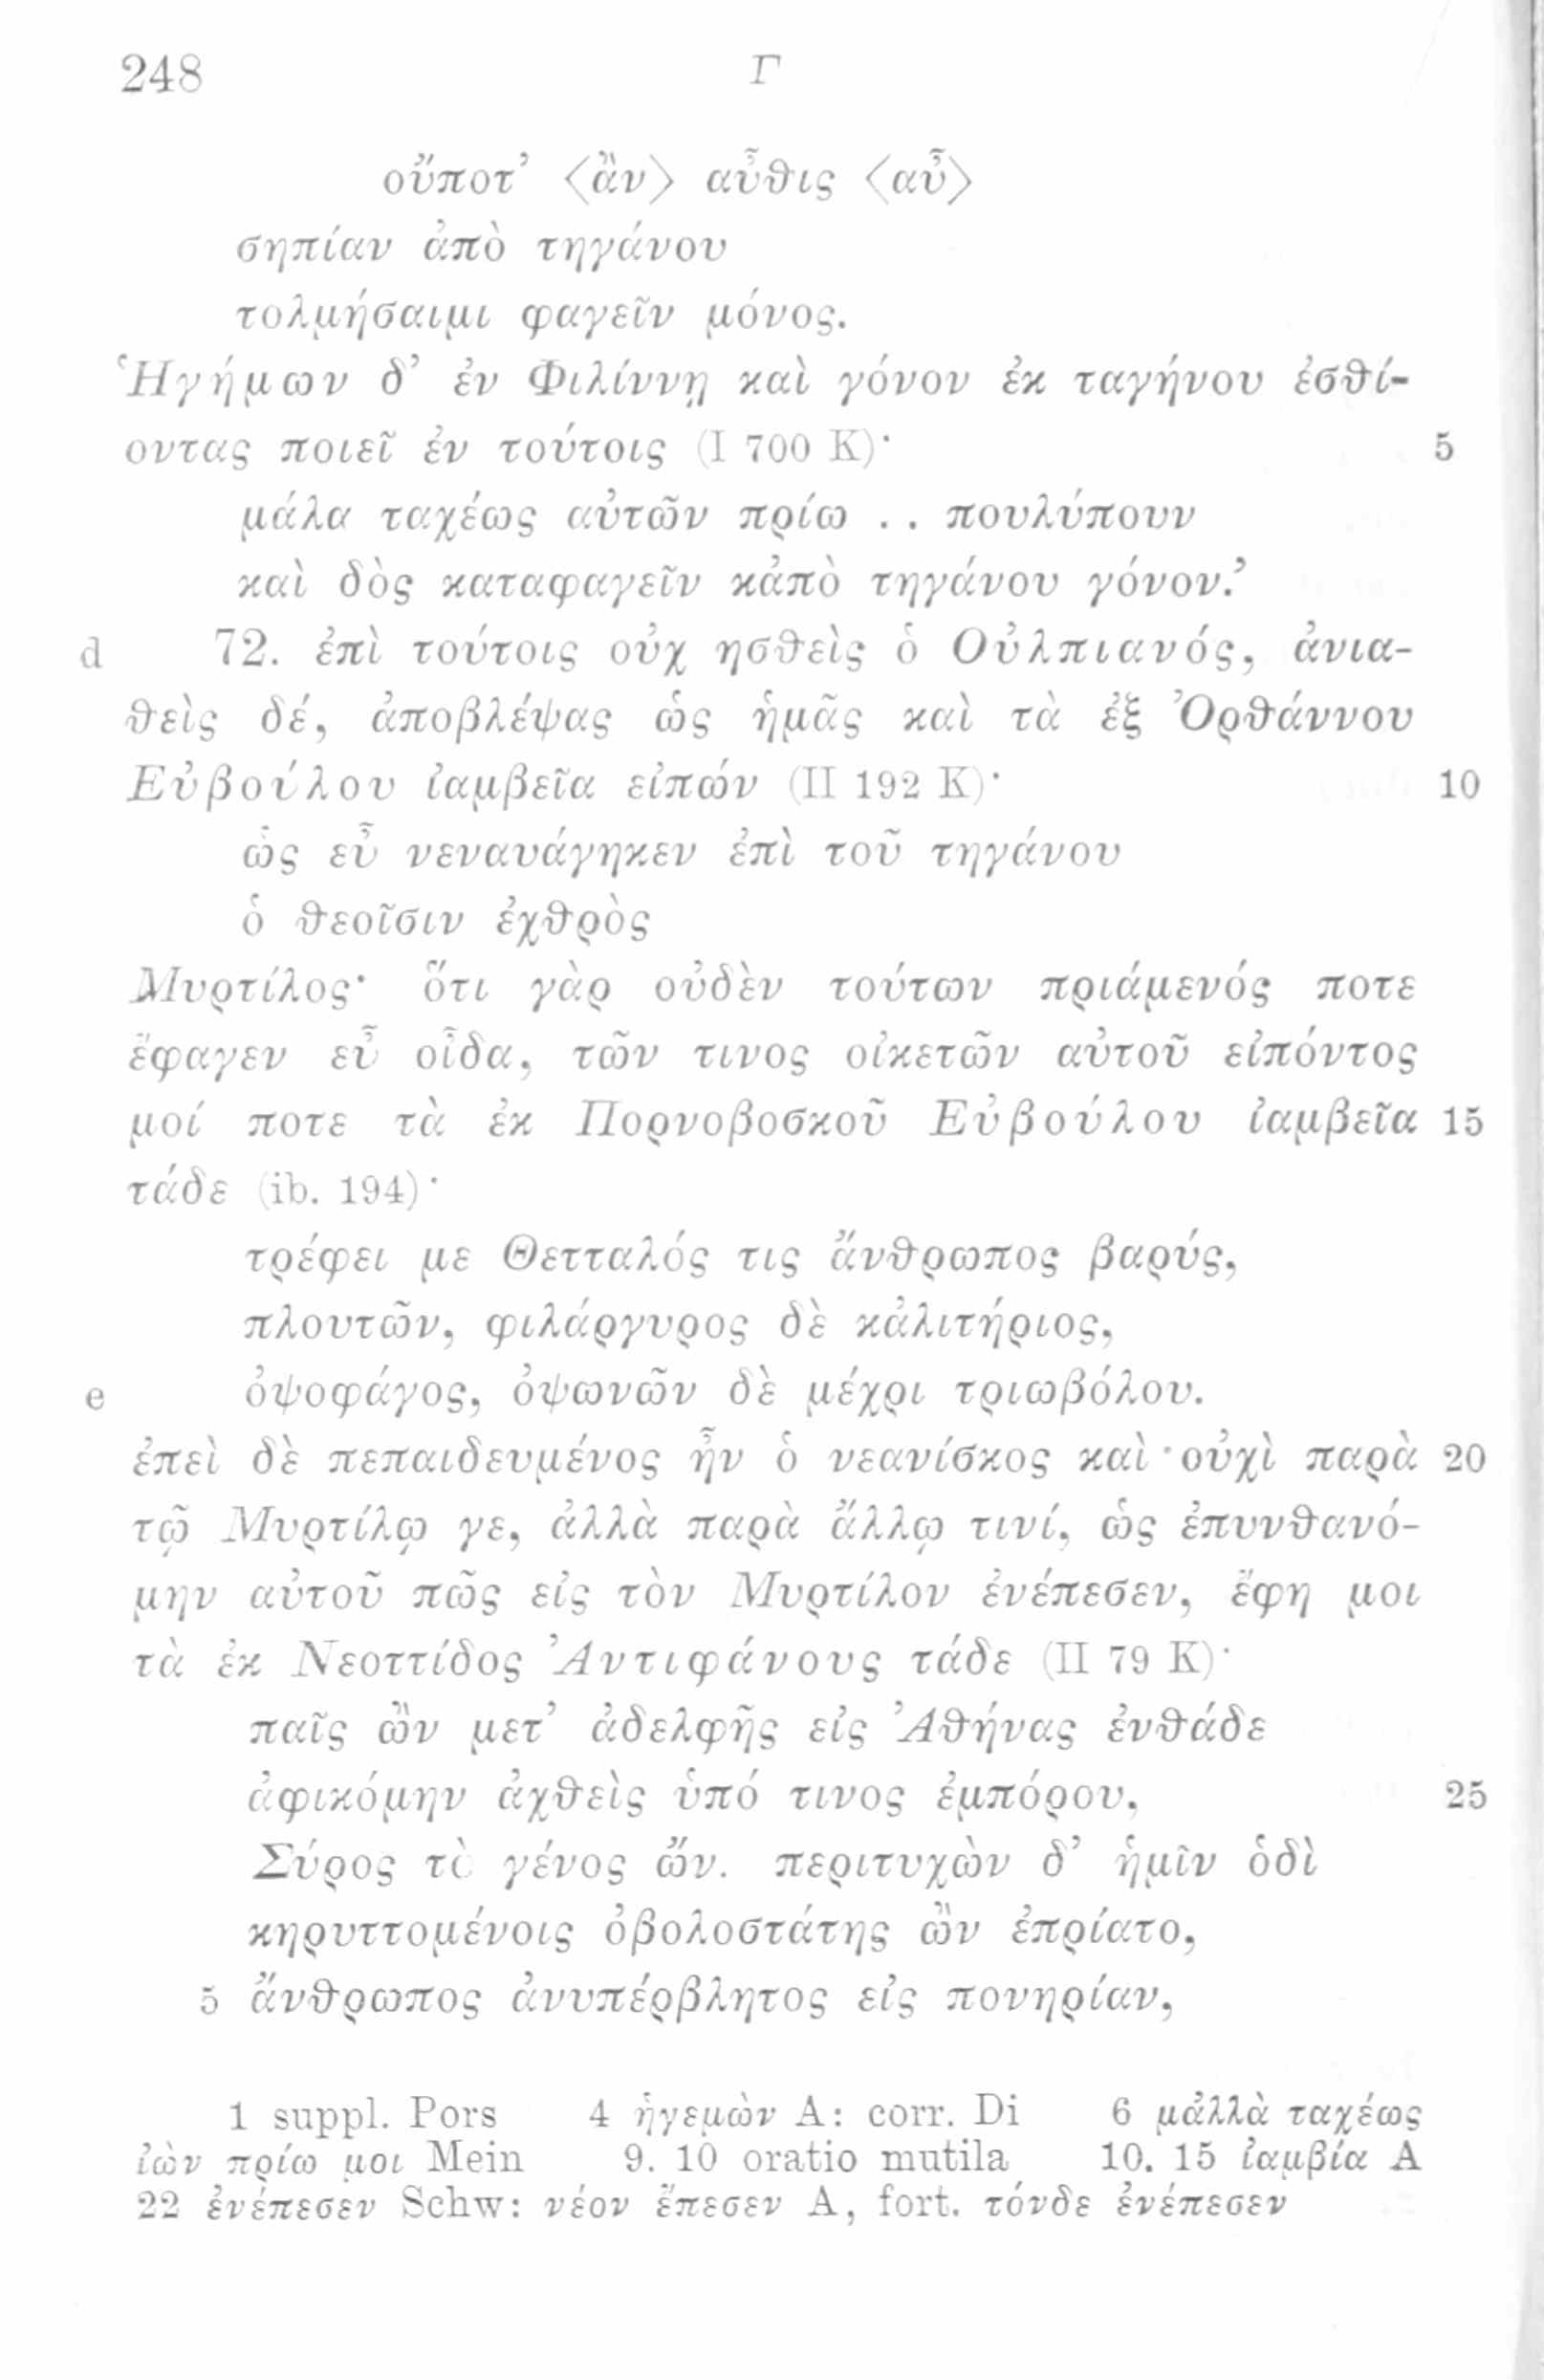 248 Γ
οὔποτ’ <ἂν> αὖθις <αὖ>
σηπίαν ἀπὸ τηγάνου
τολμήσαιμι φαγεῖν μόνος.
Ἡγήμων δ’ ἐν Φιλίννῃ καὶ γόνον ἐκ ταγήνου ἐσθί-
οντας ποιεῖ ἐν τούτοις (I 700 K)· 5
μάλα ταχέως αὐτῶν πρίω . . πουλύπουν
καὶ δὸς καταφαγεῖν κἀπὸ τηγάνου γόνον.’
d 72. ἐπὶ τούτοις οὐχ ησθεὶς ὁ Οὐλπιανός, ἀνια-
θεὶς δέ, ἀποβλέψας ὡς ἡμᾶς καὶ τὰ ἐξ Ὀρθάννου
Εὐβούλου ἰαμβεῖα εἰπών (II 192 K)· 10
ὡς εὖ νεναυάγηκεν ἐπὶ τοῦ τηγάνου
ὁ θεοῖσιν ἐχθρὸς
Μυρτίλος· ὅτι γὰρ οὐδὲν τούτων πριάμενός ποτε
ἔφαγεν εὖ οἶδα, τῶν τινος οἰκετῶν αὐτοῦ εἰπόντος
μοί ποτε τὰ ἐκ Πορνοβοσκοῦ Εὐβούλου ἰαμβεῖα 15
τάδε (ib. 194)·
τρέφει με Θετταλός τις ἄνθρωπος βαρύς,
πλουτῶν, φιλάργυρος δὲ κἀλιτήριος,
e ὀψοφάγος, ὀψωνῶν δὲ μέχρι τριωβόλου.
ἐπεὶ δὲ πεπαιδευμένος ἦν ὁ νεανίσκος καὶ οὐχὶ παρὰ 20
τῷ Μυρτίλῳ γε, ἀλλὰ παρὰ ἄλλῳ τινί, ὡς ἐπυνθανό-
μην αὐτοῦ πῶς εἰς τὸν Μυρτίλον ἐνέπεσεν, ἔφη μοι
τὰ ἐκ Νεοττίδος Ἀντιφάνους τάδε (II 79 K)·
παῖς ὢν μετ’ ἀδελφῆς εἰς Ἀθήνας ἐνθάδε
ἀφικόμην ἀχθεὶς ὑπό τινος ἐμπόρου, 25
Σύρος τὸ γένος ὤν. περιτυχὼν δ’ ἡμῖν ὁδὶ
κηρυττομένοις ὀβολοστάτης ὢν ἐπρίατο,
5 ἄνθρωπος ἀνυπέρβλητος εἰς πονηρίαν,
1 suppl. Pors 4 ἡγεμὼν A: corr. Di 6 μἀλλὰ ταχέως
ἰὼν πρίω μοι Mein 9. 10 oratio mutila 10. 15 ἰαμβία A
22 ἐνέπεσεν Schw: νέον ἔπεσεν A, fort. τόνδε ἐνέπεσεν